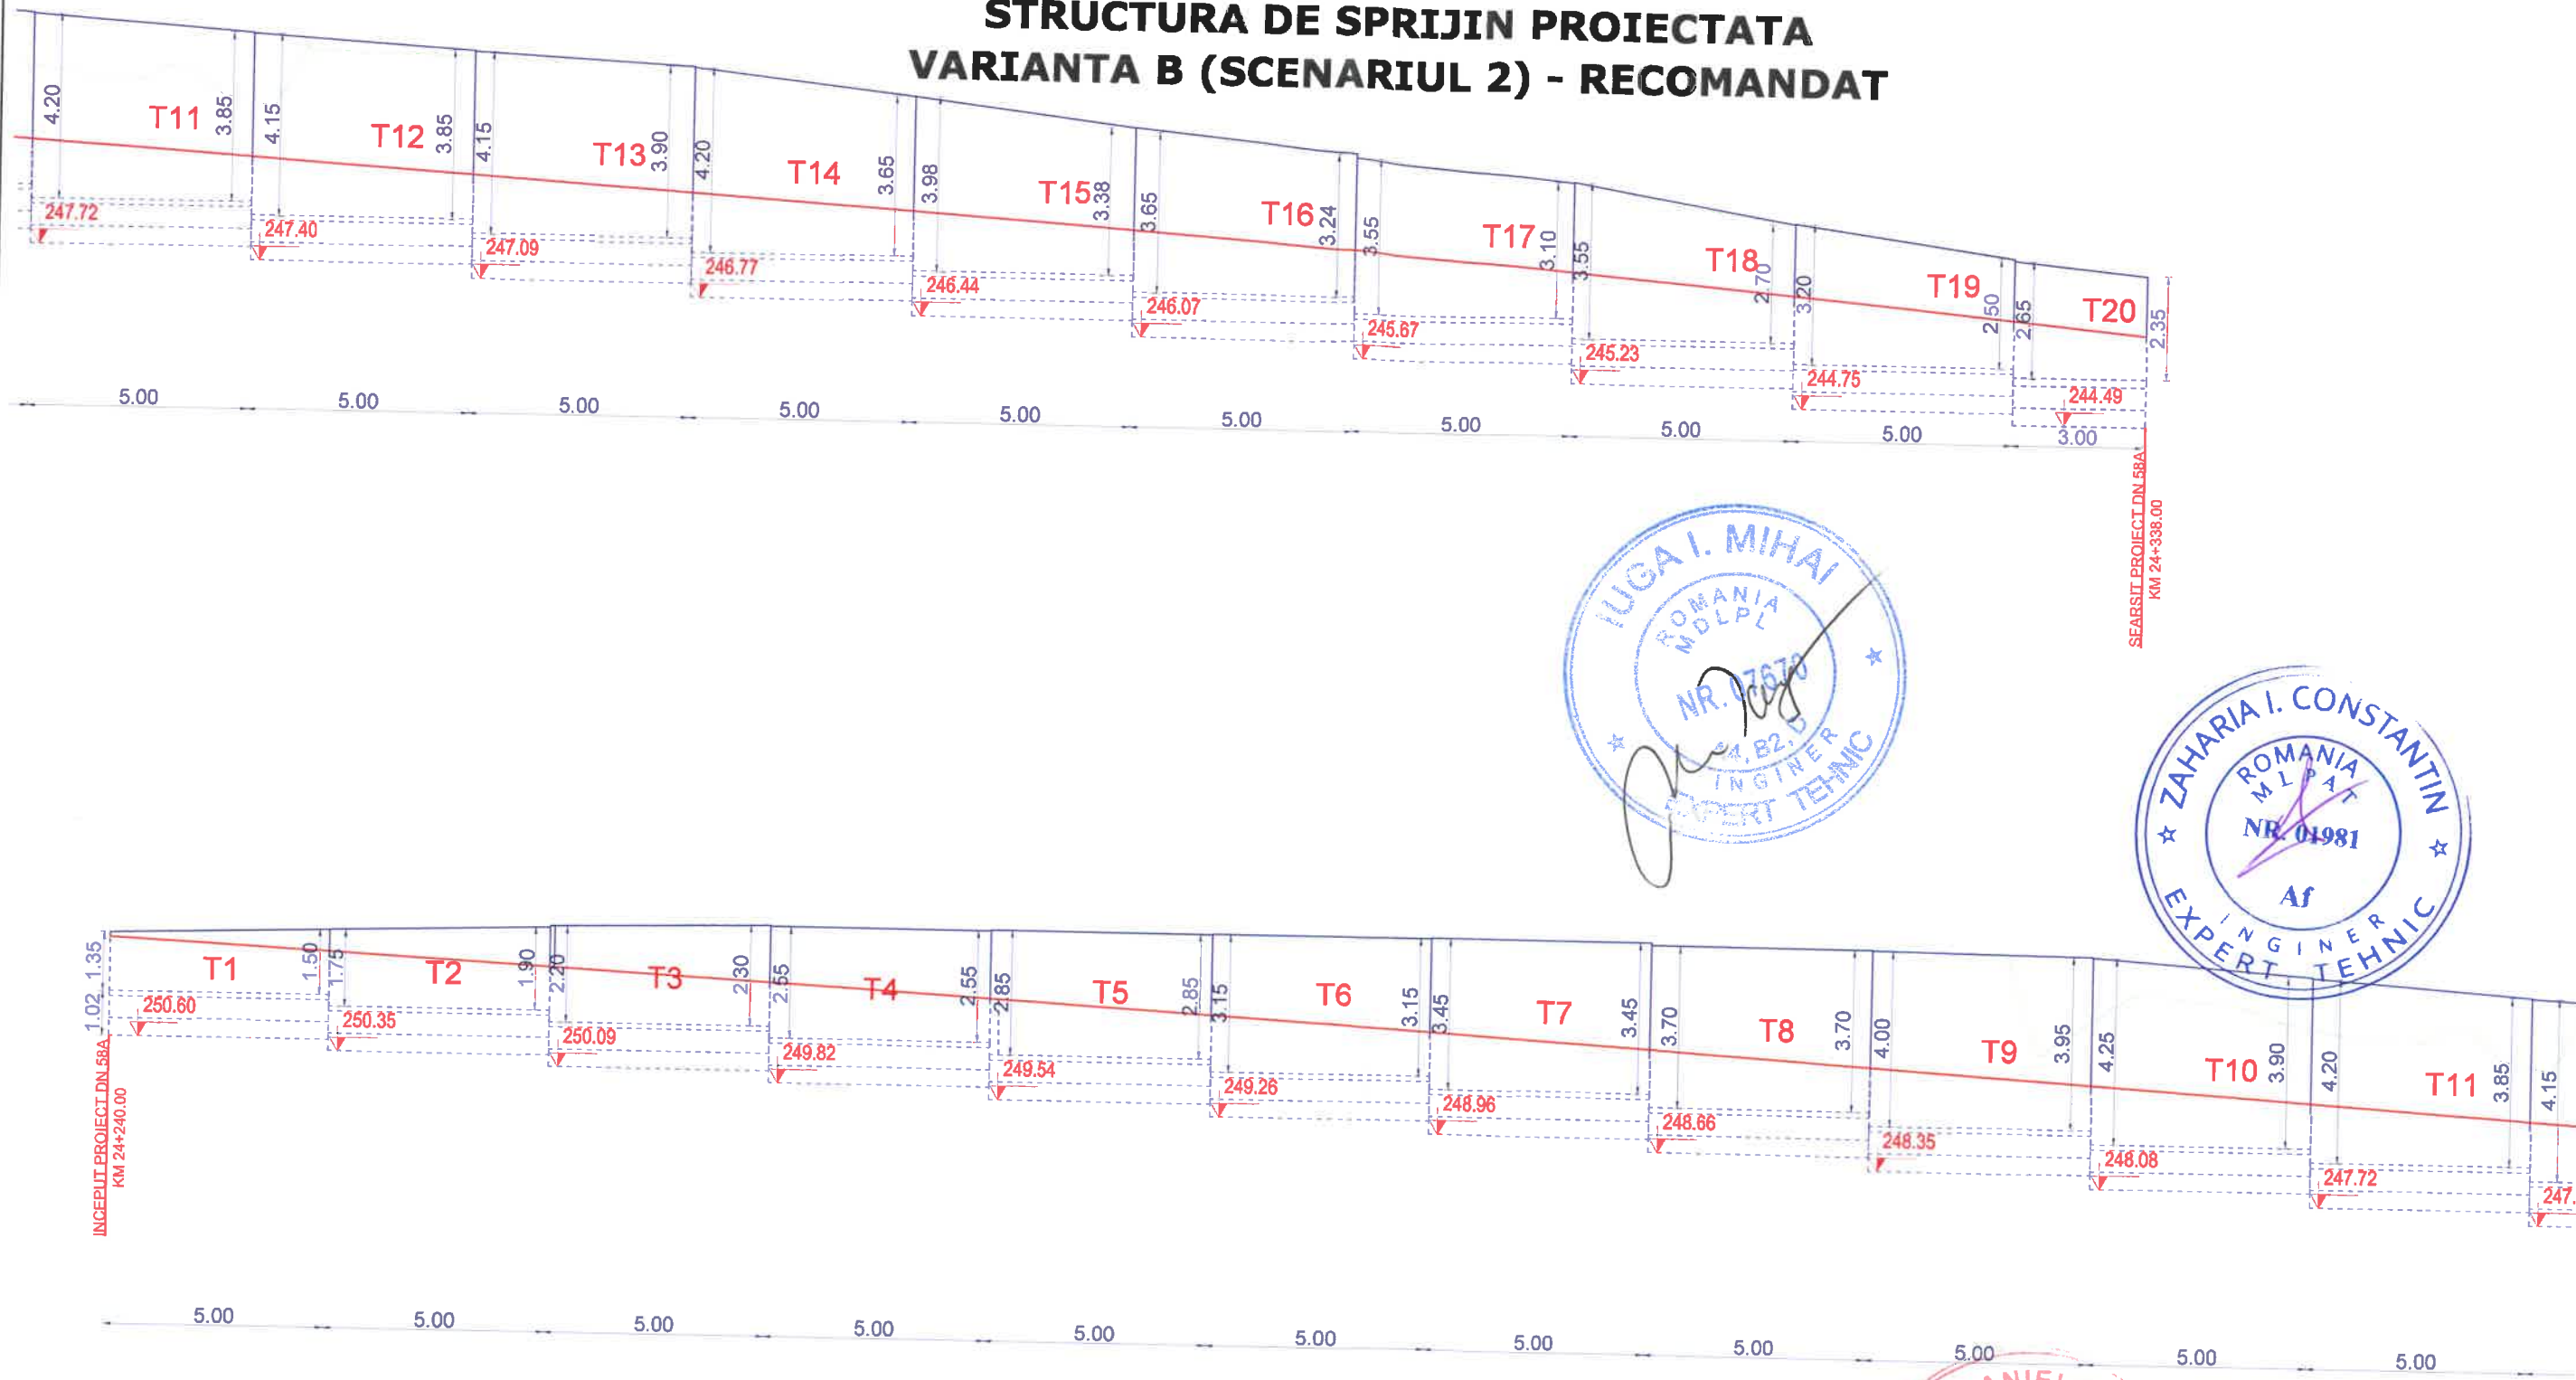 STRUCTURA DE SPRIJIN PROIECTATA
VARIANTA B (SCENARIUL 2) - RECOMANDAT
4.20 T11 3.85 4.15 T12 3.85 4.15 T13 3.90 4.20 T14 3.65 3.98 T15 3.38 3.65 T16 3.24 3.55 T17 3.10 3.55 T18 2.70 3.20 T19 2.50 2.65 T20 2.35
247.72 247.40 247.09 246.77 246.44 246.07 245.67 245.23 244.75 244.49
5.00 5.00 5.00 5.00 5.00 5.00 5.00 5.00 5.00 3.00
SFARSIT PROIECT DN 58A
KM 24+338.00
IUGA I. MIHAI
ROMANIA
MDLPL
NR. 07670
A4, B2, D
INGINER
EXPERT TEHNIC
ZAHARIA I. CONSTANTIN
ROMANIA
MLPAT
NR. 01981
Af
INGINER
EXPERT TEHNIC
1.02 1.35 T1 1.50 1.75 T2 1.90 2.20 T3 2.30 2.55 T4 2.55 2.85 T5 2.85 3.15 T6 3.15 3.45 T7 3.45 3.70 T8 3.70 4.00 T9 3.95 4.25 T10 3.90 4.20 T11 3.85 4.15
250.60 250.35 250.09 249.82 249.54 249.26 248.96 248.66 248.35 248.08 247.72 247.
INCEPUT PROIECT DN 58A
KM 24+240.00
5.00 5.00 5.00 5.00 5.00 5.00 5.00 5.00 5.00 5.00 5.00